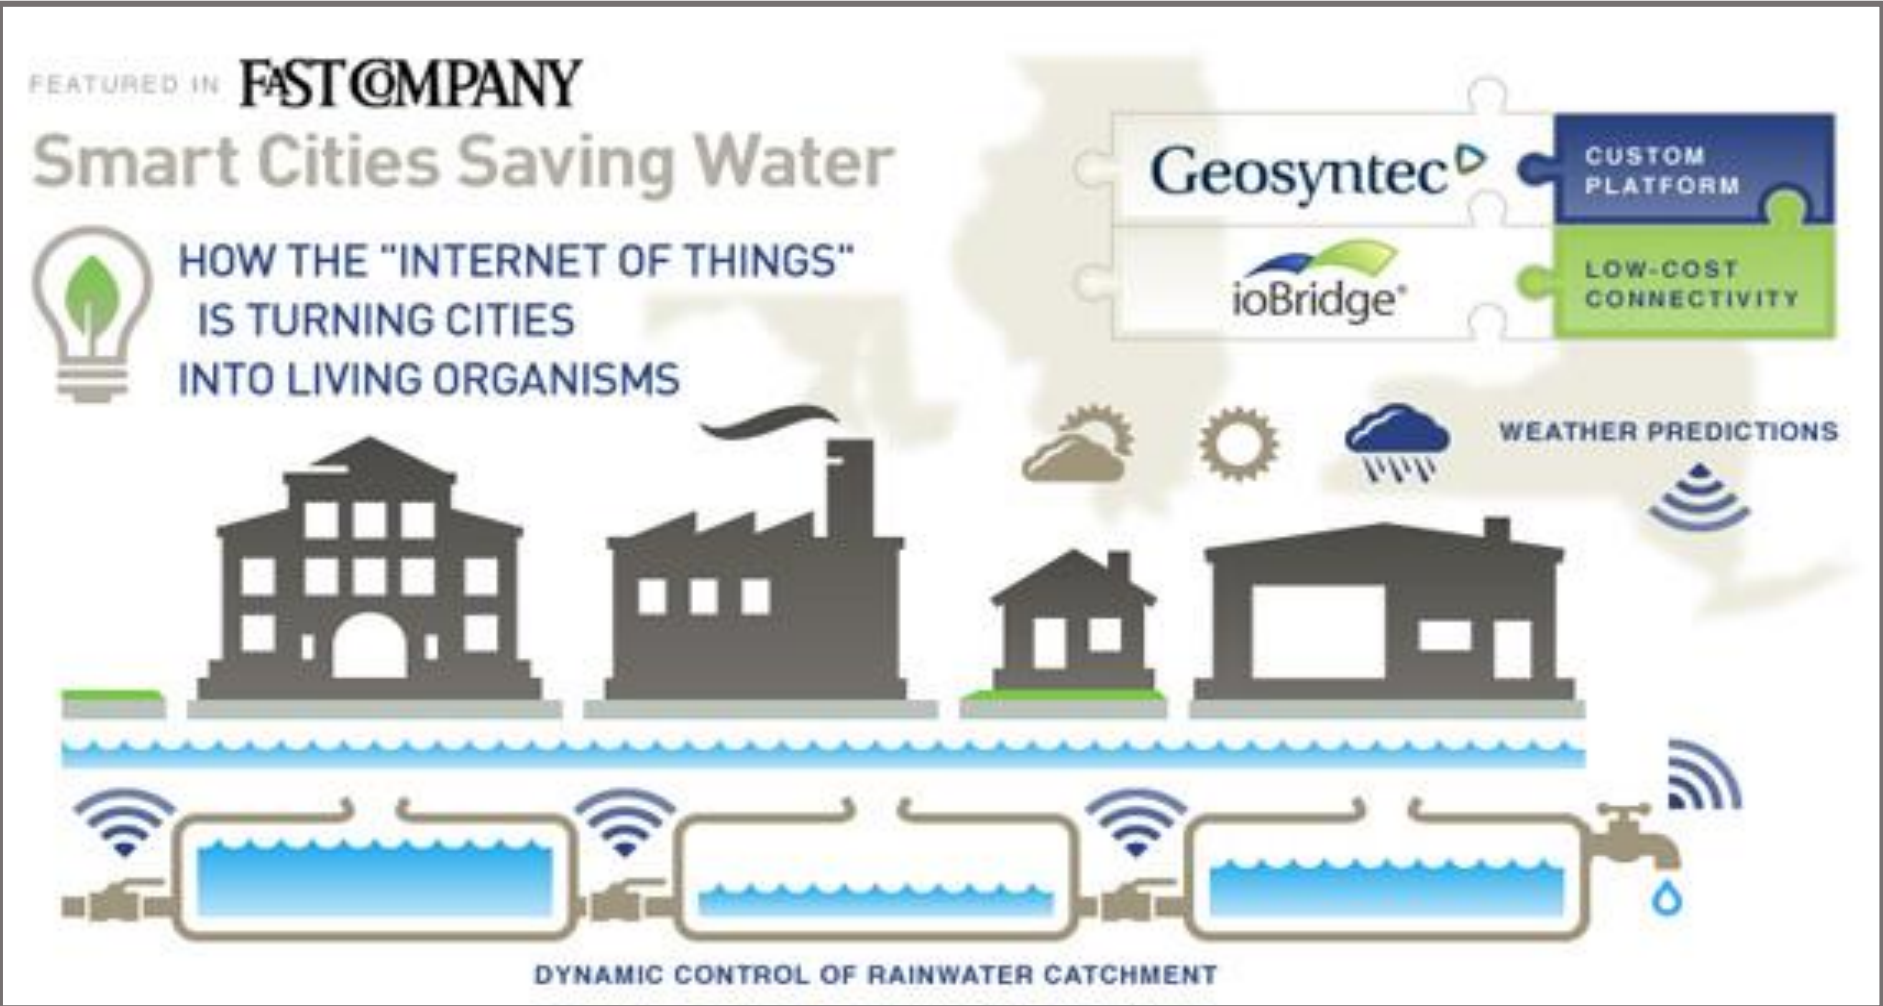 FEATURED IN FAST COMPANY
Smart Cities Saving Water
HOW THE "INTERNET OF THINGS"
IS TURNING CITIES
INTO LIVING ORGANISMS
Geosyntec
CUSTOM
PLATFORM
ioBridge®
LOW-COST
CONNECTIVITY
WEATHER PREDICTIONS
DYNAMIC CONTROL OF RAINWATER CATCHMENT